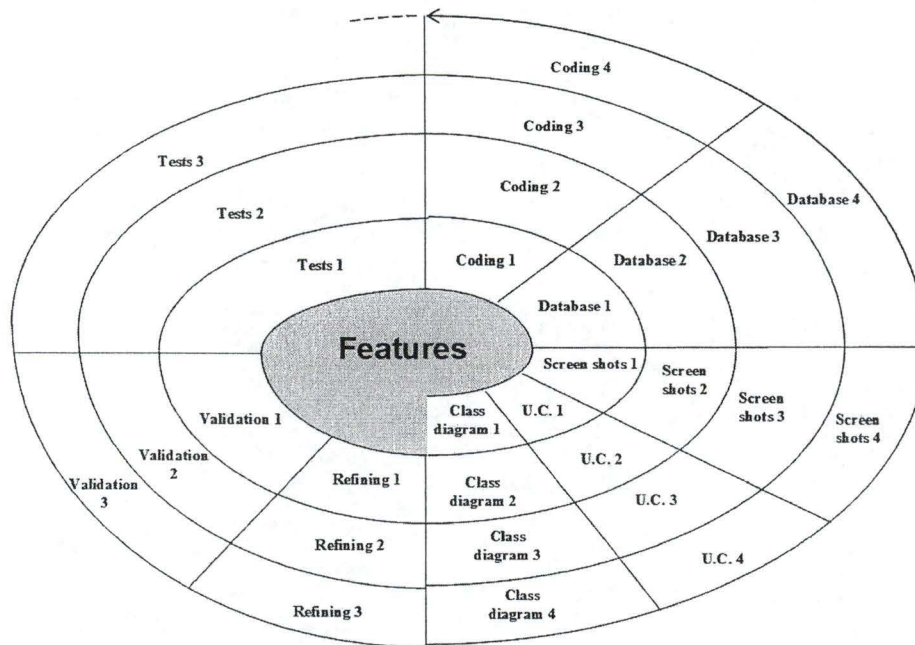 Coding 4
Coding 3
Tests 3
Coding 2
Database 4
Tests 2
Database 3
Coding 1
Database 2
Tests 1
Database 1
Features
Screen shots 1
Screen
shots 2
Screen
shots 3
Screen
shots 4
Class
diagram 1
U.C. 1
Validation 1
U.C. 2
Validation
2
Refining 1
Class
diagram 2
U.C. 3
Validation
3
Refining 2
Class
diagram 3
U.C. 4
Refining 3
Class
diagram 4